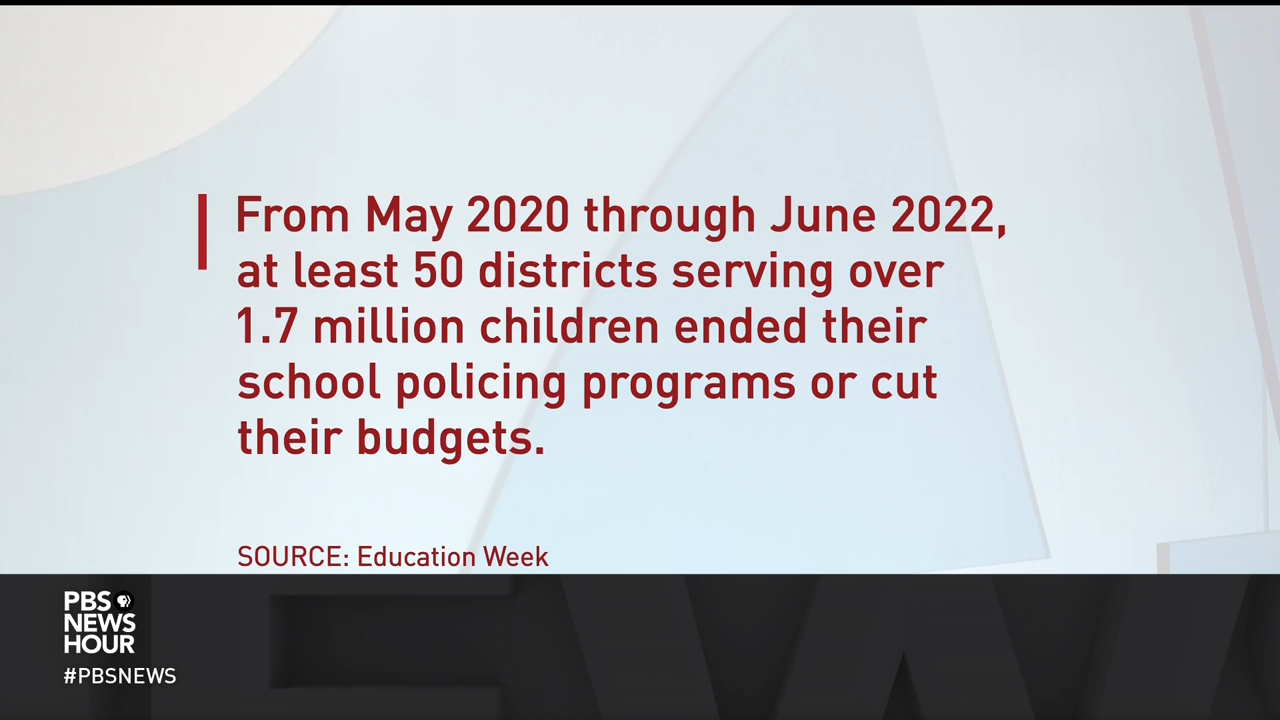 From May 2020 through June 2022,
at least 50 districts serving over
1.7 million children ended their
school policing programs or cut
their budgets.
SOURCE: Education Week
PBS
NEWS
HOUR
#PBSNEWS